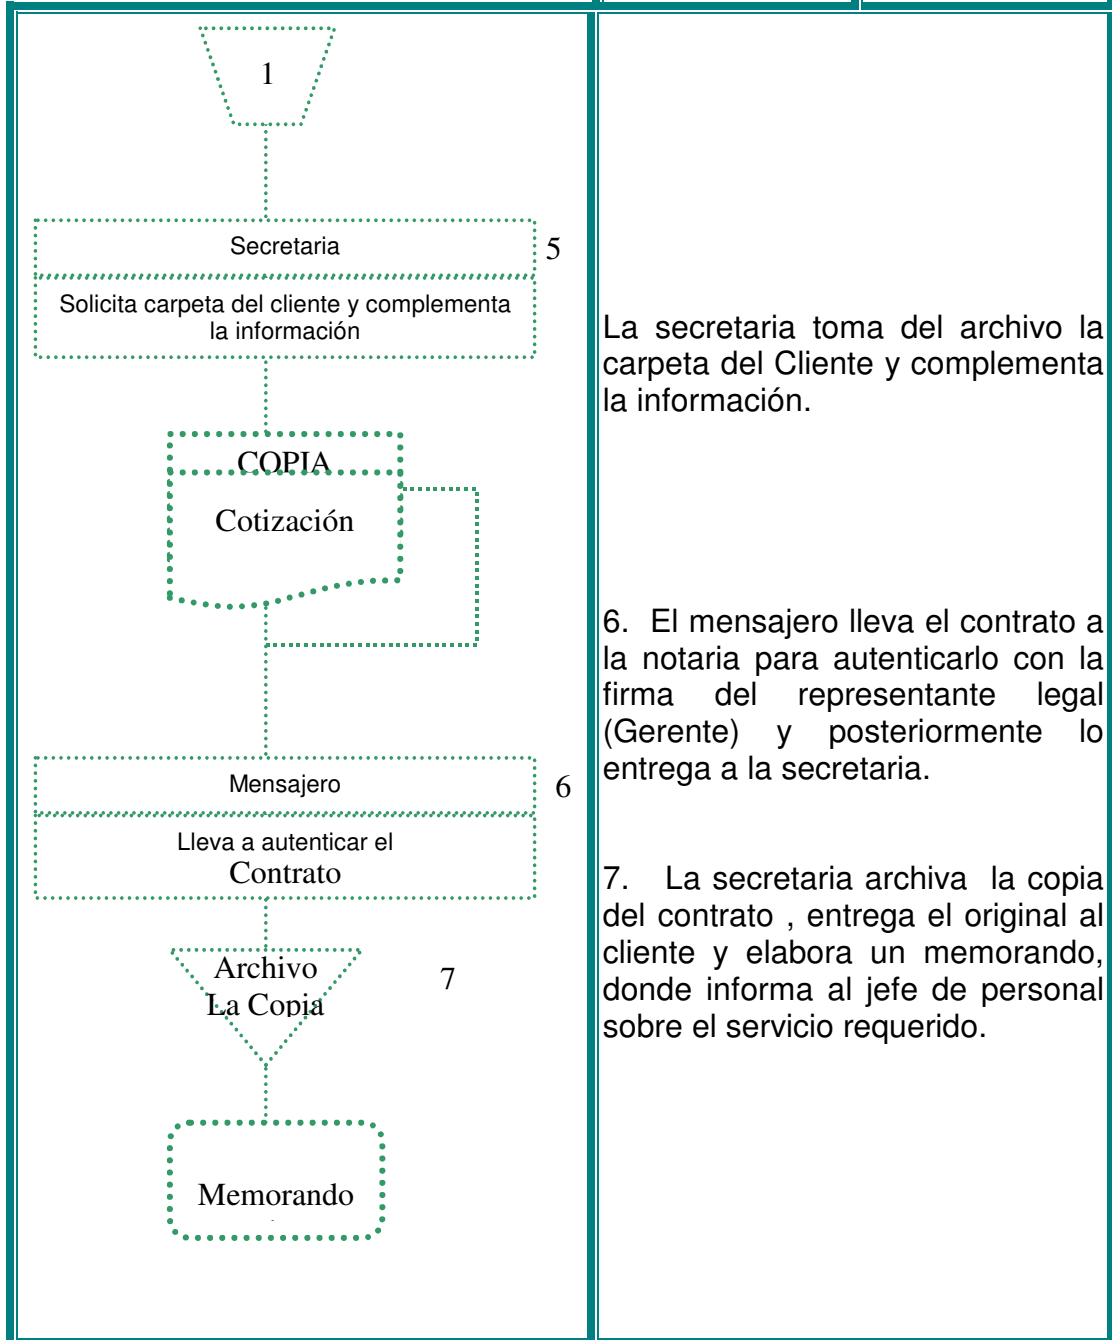 1
Secretaria
5
Solicita carpeta del cliente y complementa
la información
COPIA
Cotización
Mensajero
6
Lleva a autenticar el
Contrato
Archivo
La Copia
7
Memorando
La secretaria toma del archivo la
carpeta del Cliente y complementa
la información.
6. El mensajero lleva el contrato a
la notaria para autenticarlo con la
firma del representante legal
(Gerente) y posteriormente lo
entrega a la secretaria.
7. La secretaria archiva la copia
del contrato , entrega el original al
cliente y elabora un memorando,
donde informa al jefe de personal
sobre el servicio requerido.